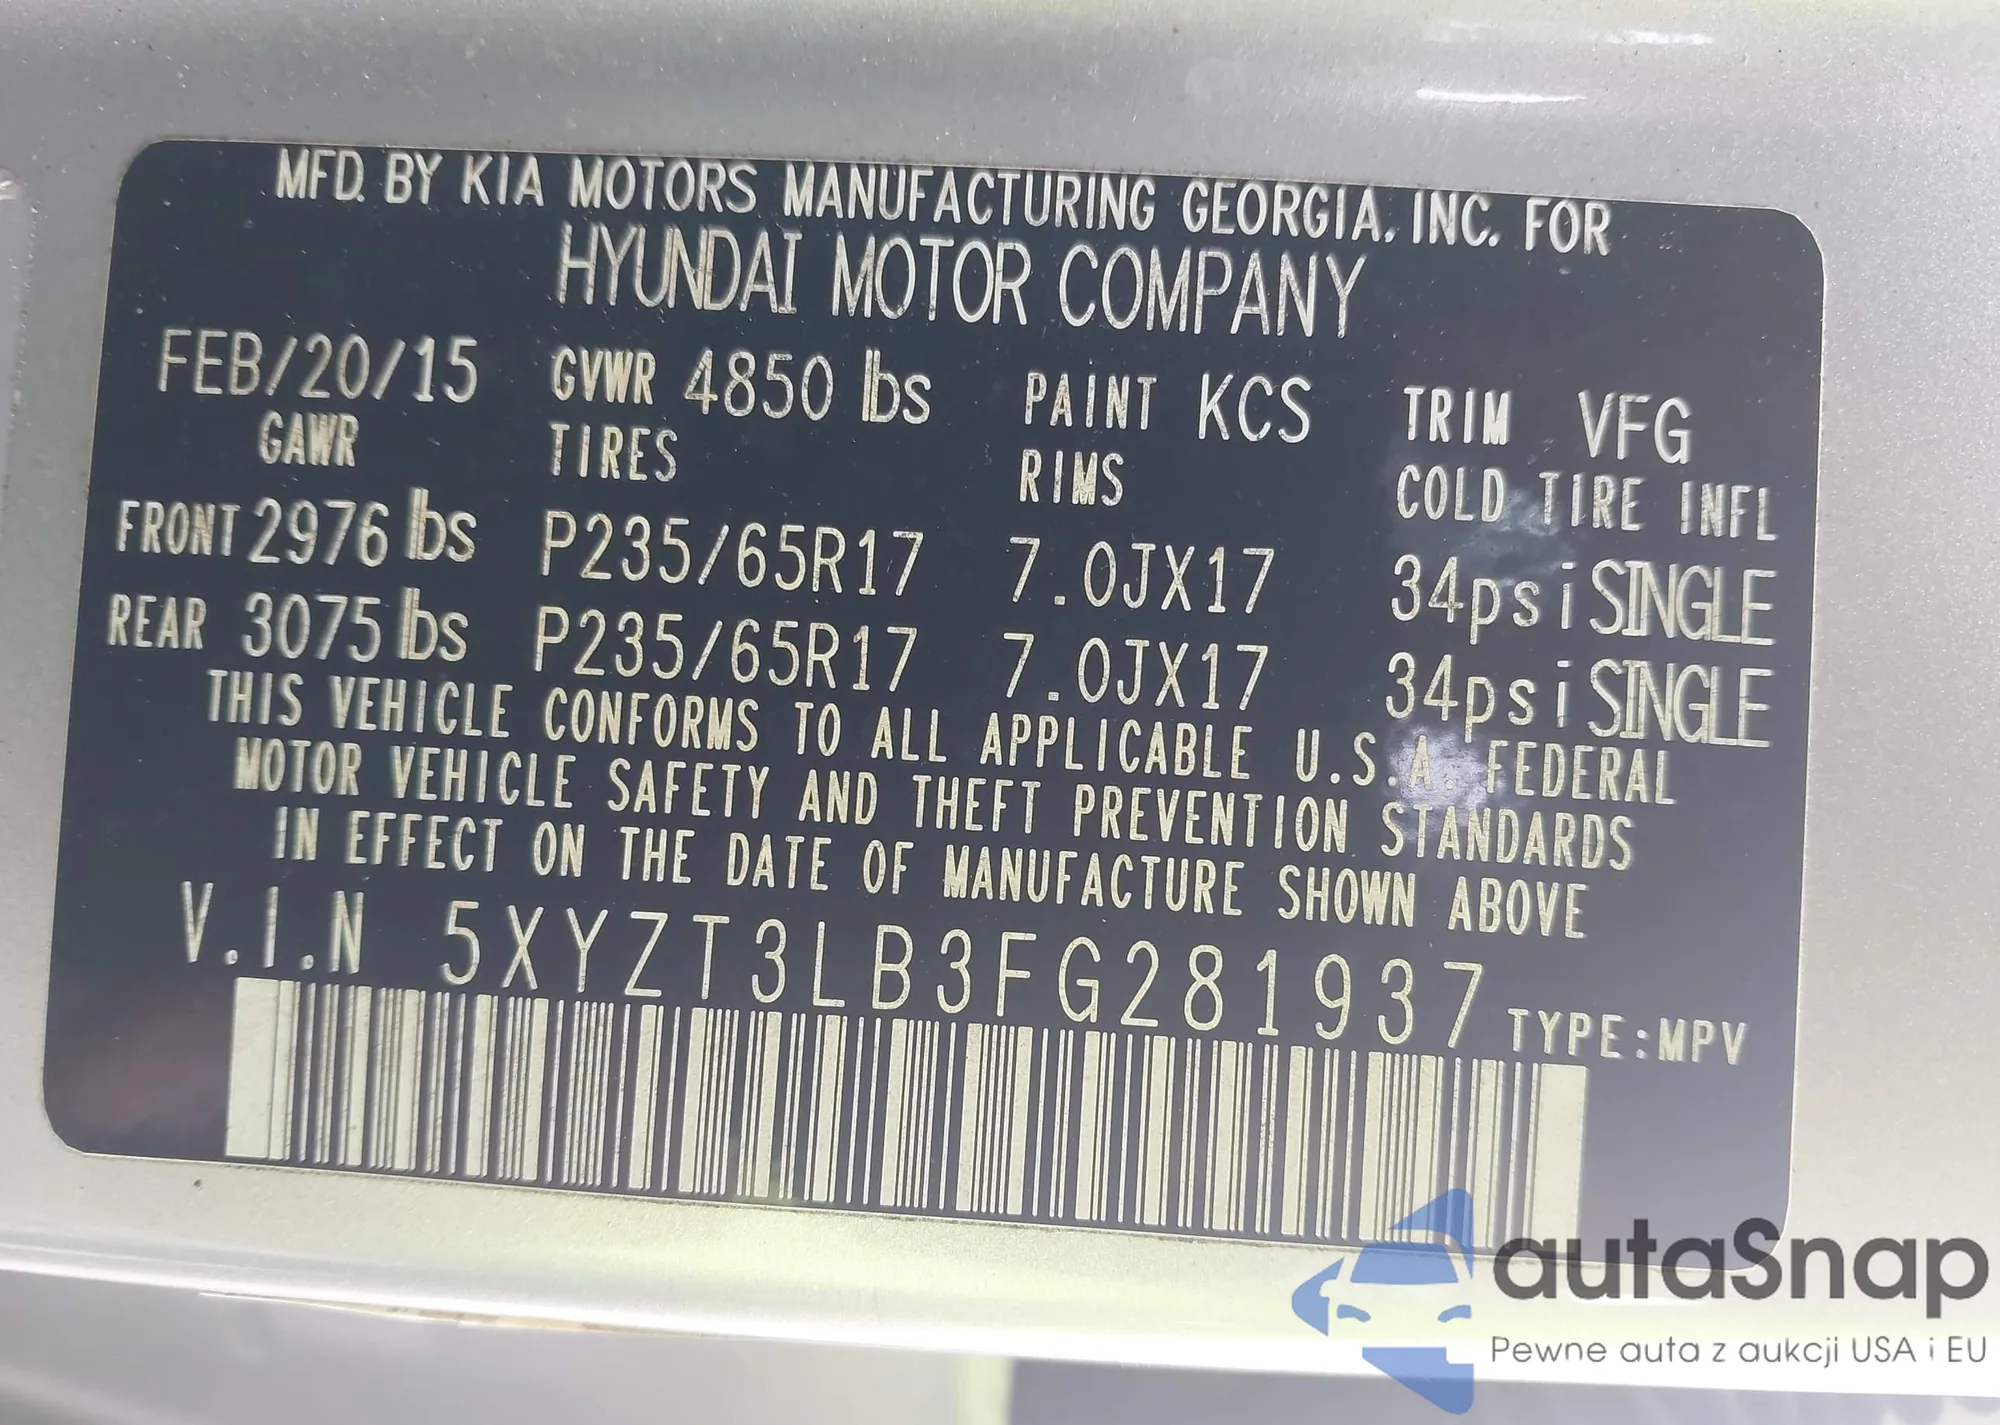 MFD. BY KIA MOTORS MANUFACTURING GEORGIA, INC. FOR
HYUNDAI MOTOR COMPANY
FEB/20/15 GVWR 4850 lbs PAINT KCS TRIM VFG
GAWR TIRES RIMS COLD TIRE INFL
FRONT 2976 lbs P235/65R17 7.0JX17 34psi SINGLE
REAR 3075 lbs P235/65R17 7.0JX17 34psi SINGLE
THIS VEHICLE CONFORMS TO ALL APPLICABLE U.S.A. FEDERAL
MOTOR VEHICLE SAFETY AND THEFT PREVENTION STANDARDS
IN EFFECT ON THE DATE OF MANUFACTURE SHOWN ABOVE
V.I.N 5XYZT3LB3FG281937 TYPE:MPV
autaSnap
Pewne auta z aukcji USA i EU